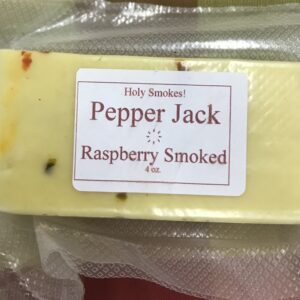 Holy Smokes!
Pepper Jack
Raspberry Smoked
4 oz.